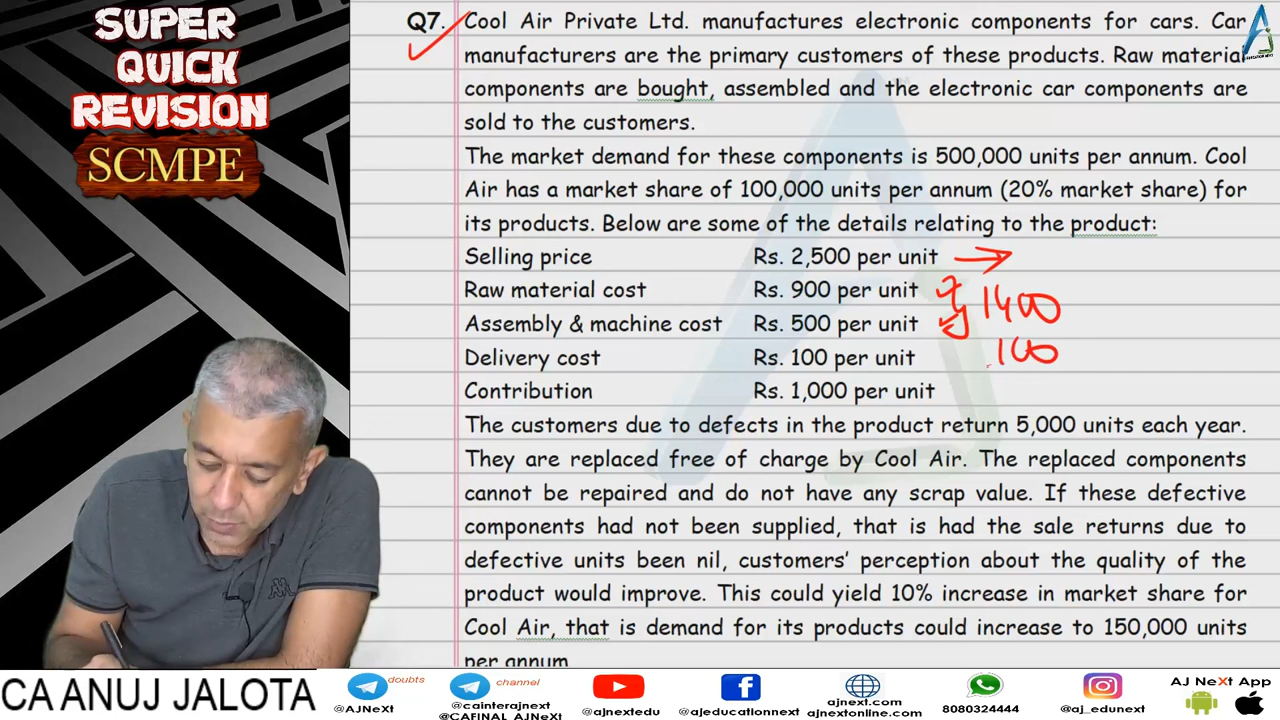 SUPER
QUICK
REVISION
SCMPE
Q7. Cool Air Private Ltd. manufactures electronic components for cars. Car
manufacturers are the primary customers of these products. Raw material
components are bought, assembled and the electronic car components are
sold to the customers.
The market demand for these components is 500,000 units per annum. Cool
Air has a market share of 100,000 units per annum (20% market share) for
its products. Below are some of the details relating to the product:
Selling price Rs. 2,500 per unit
Raw material cost Rs. 900 per unit
1400
Assembly & machine cost Rs. 500 per unit
Delivery cost Rs. 100 per unit 100
Contribution Rs. 1,000 per unit
The customers due to defects in the product return 5,000 units each year.
They are replaced free of charge by Cool Air. The replaced components
cannot be repaired and do not have any scrap value. If these defective
components had not been supplied, that is had the sale returns due to
defective units been nil, customers' perception about the quality of the
product would improve. This could yield 10% increase in market share for
Cool Air, that is demand for its products could increase to 150,000 units
per annum
CA ANUJ JALOTA
doubts
@AJNeXt
channel
@cainterajnext
@CAFINAL_AJNeXt
@ajnextedu
@ajeducationnext
ajnext.com
ajnextonline.com
8080324444
@aj_edunext
AJ NeXt App